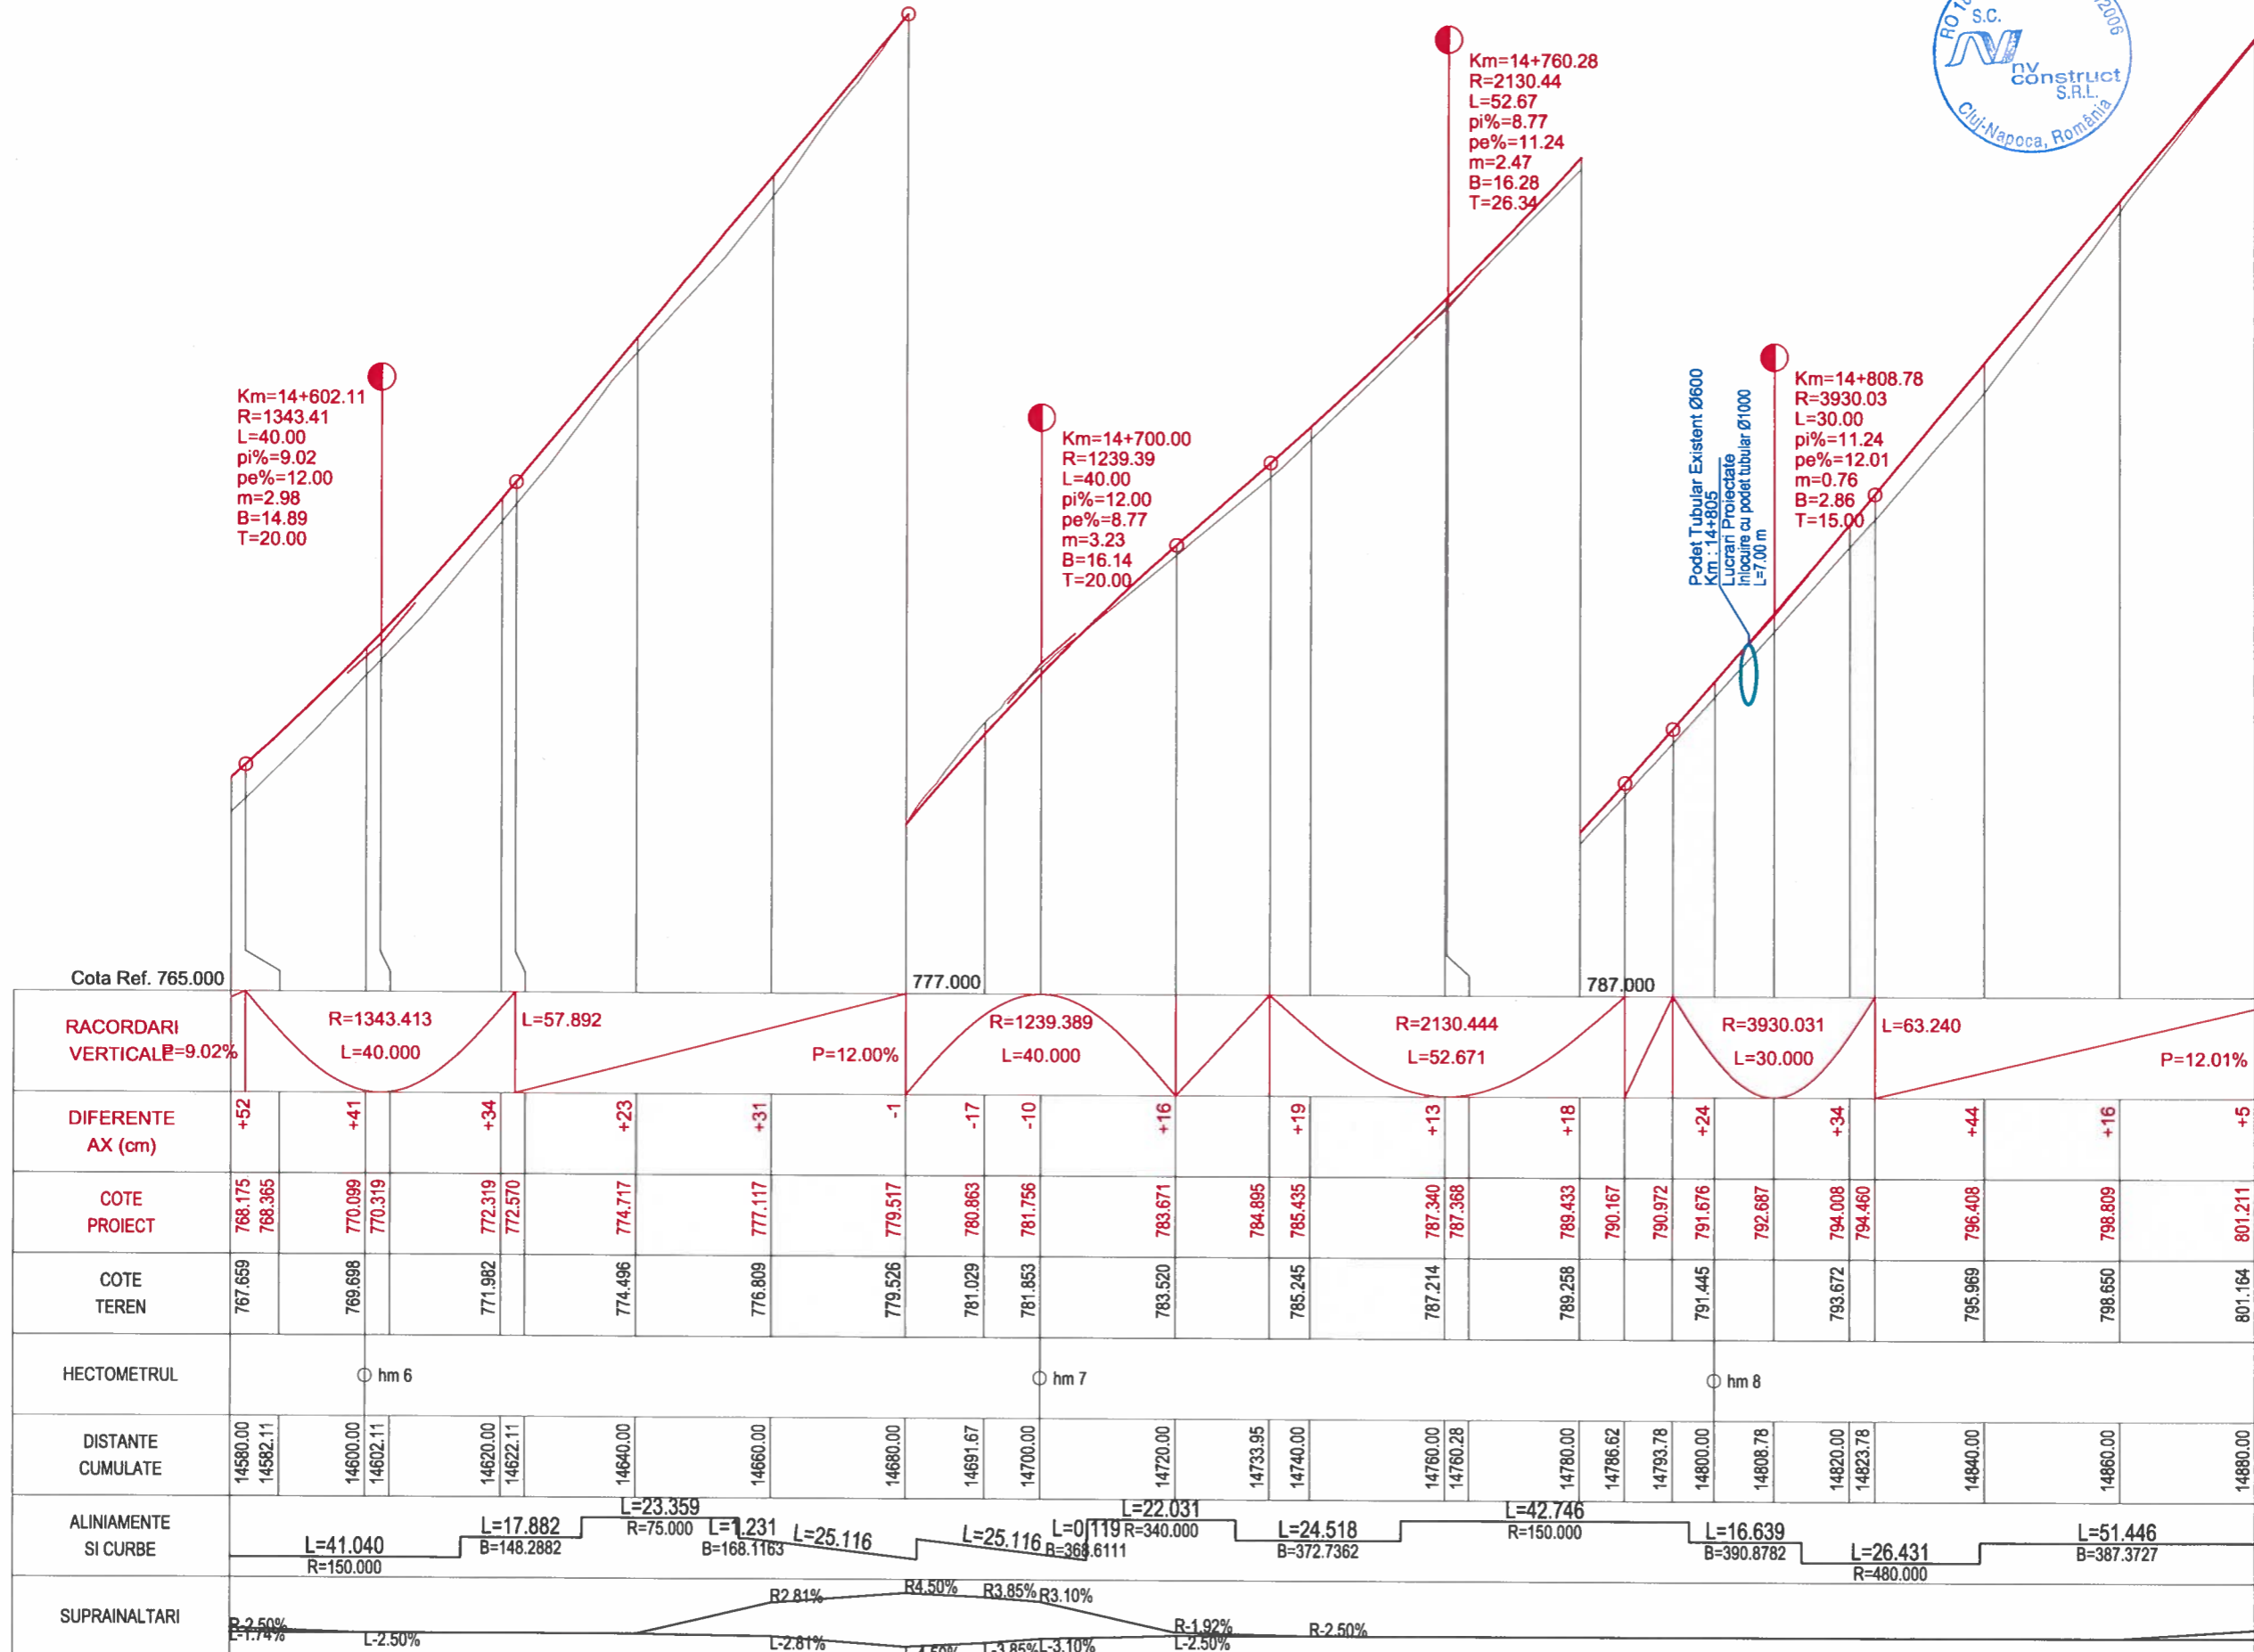 S.C.
nv
construct
S.R.L.
Cluj-Napoca, România
Km=14+602.11
R=1343.41
L=40.00
pi%=9.02
pe%=12.00
m=2.98
B=14.89
T=20.00
Km=14+700.00
R=1239.39
L=40.00
pi%=12.00
pe%=8.77
m=3.23
B=16.14
T=20.00
Km=14+760.28
R=2130.44
L=52.67
pi%=8.77
pe%=11.24
m=2.47
B=16.28
T=26.34
Podet Tubular Existent Ø600
Km : 14+805
Lucrari Proiectate
Inlocuire cu podet tubular Ø1000
L=7.00 m
Km=14+808.78
R=3930.03
L=30.00
pi%=11.24
pe%=12.01
m=0.76
B=2.86
T=15.00
Cota Ref. 765.000 777.000 787.000
RACORDARI
VERTICALE
P=9.02% R=1343.413 L=40.000 L=57.892 P=12.00% R=1239.389 L=40.000 R=2130.444 L=52.671 R=3930.031 L=30.000 L=63.240 P=12.01%
DIFERENTE
AX (cm)
+52 +41 +34 +23 +31 -1 -17 -10 +16 +19 +13 +18 +24 +34 +44 +16 +5
COTE
PROIECT
768.175 768.365 770.099 770.319 772.319 772.570 774.717 777.117 779.517 780.863 781.756 783.671 784.895 785.435 787.340 787.368 789.433 790.167 790.972 791.676 792.687 794.008 794.460 796.408 798.809 801.211
COTE
TEREN
767.659 769.698 771.982 774.496 776.809 779.526 781.029 781.853 783.520 785.245 787.214 789.258 791.445 793.672 795.969 798.650 801.164
HECTOMETRUL
hm 6 hm 7 hm 8
DISTANTE
CUMULATE
14580.00 14582.11 14600.00 14602.11 14620.00 14622.11 14640.00 14660.00 14680.00 14691.67 14700.00 14720.00 14733.95 14740.00 14760.00 14760.28 14780.00 14786.62 14793.78 14800.00 14808.78 14820.00 14823.78 14840.00 14860.00 14880.00
ALINIAMENTE
SI CURBE
L=41.040 R=150.000 L=17.882 B=148.2882 L=23.359 R=75.000 L=1.231 B=168.1163 L=25.116 L=25.116 L=0.119 B=368.6111 L=22.031 R=340.000 L=24.518 B=372.7362 L=42.746 R=150.000 L=16.639 B=390.8782 L=26.431 R=480.000 L=51.446 B=387.3727
SUPRAINALTARI
R-2.50% L-1.74% L-2.50% R2.81% L-2.81% R4.50% R3.85% L-3.85% R3.10% L-3.10% R-1.92% L-2.50% R-2.50%